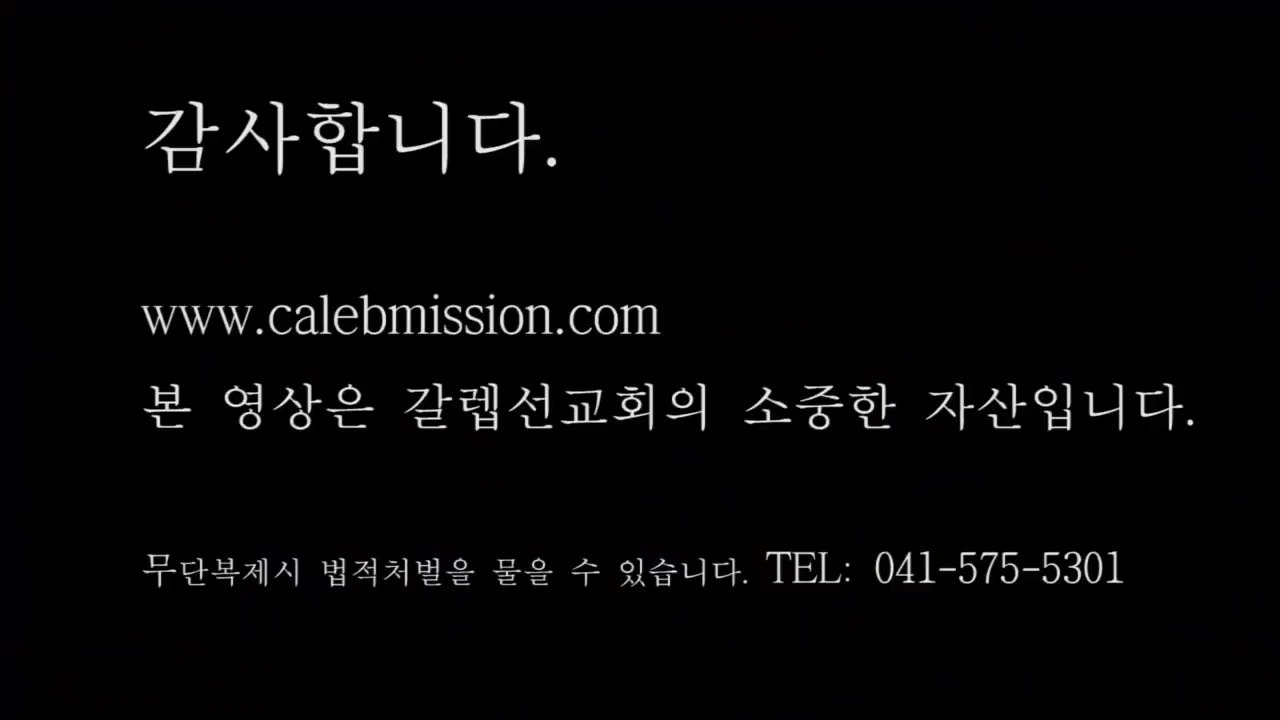 감사합니다.
www.calebmission.com
본 영상은 갈렙선교회의 소중한 자산입니다.
무단복제시 법적처벌을 물을 수 있습니다. TEL: 041-575-5301